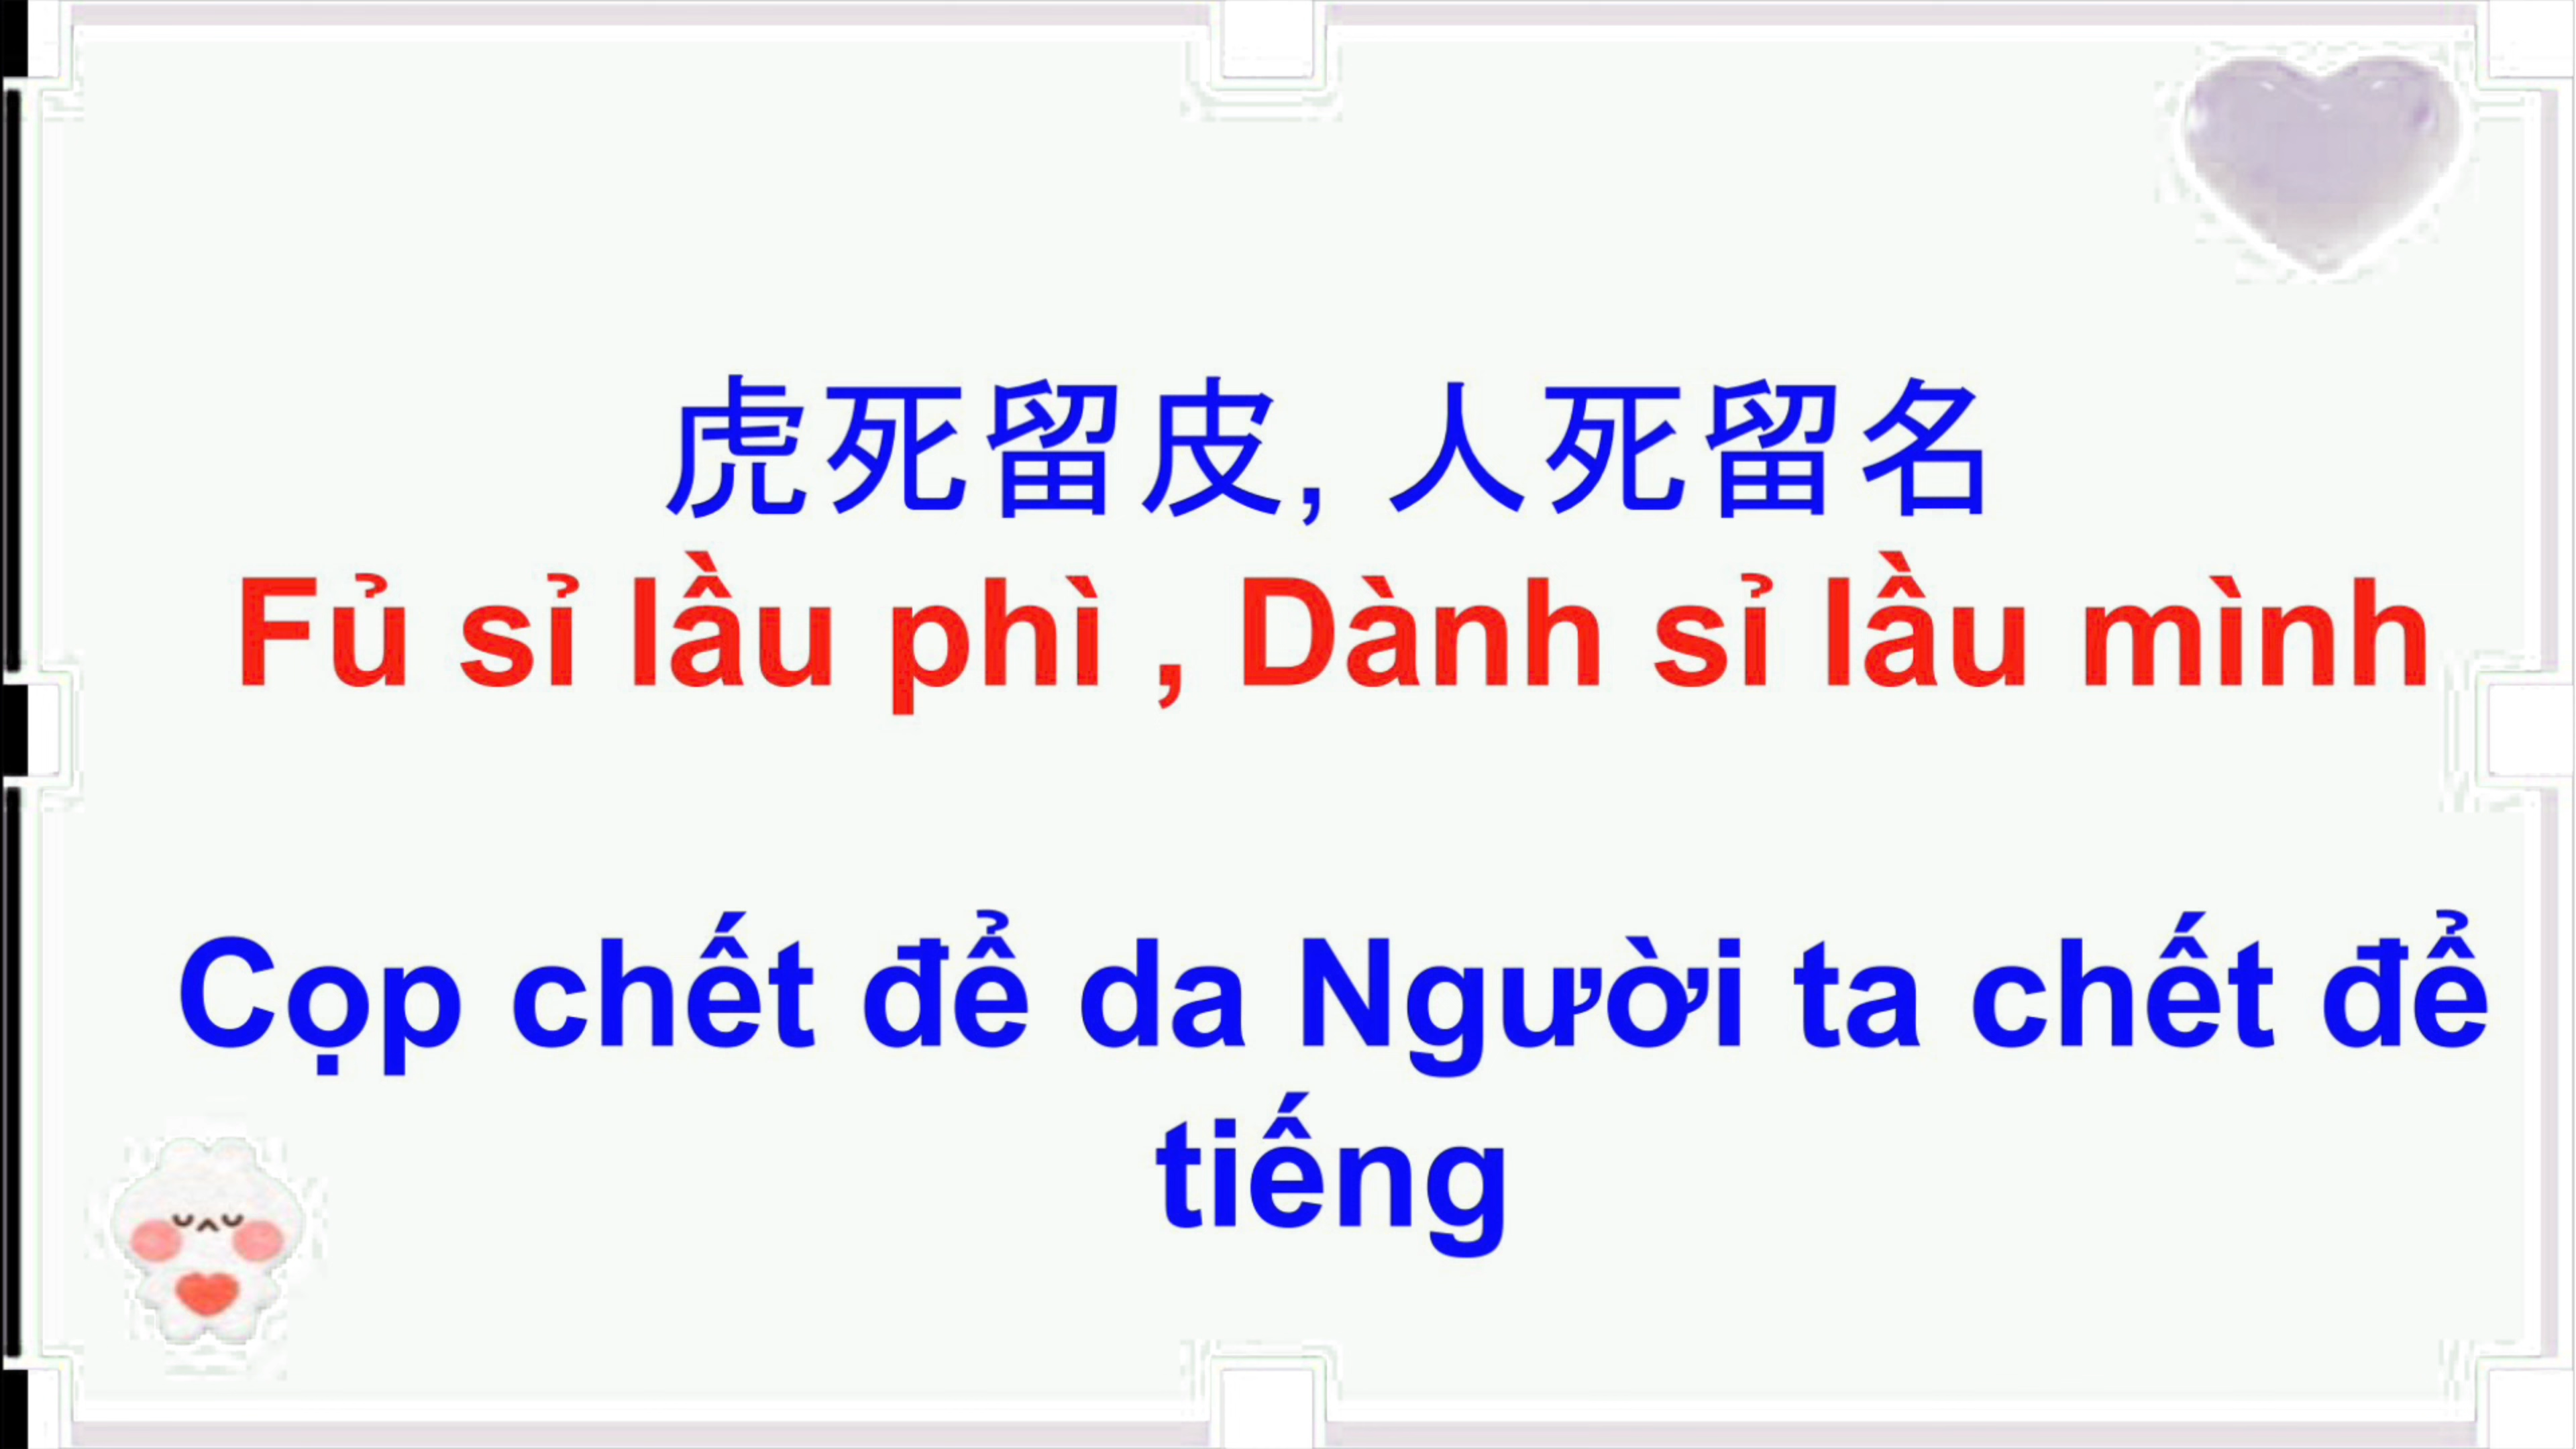 虎死留皮, 人死留名
Fủ sỉ lầu phì , Dành sỉ lầu mình
Cọp chết để da Người ta chết để
tiếng